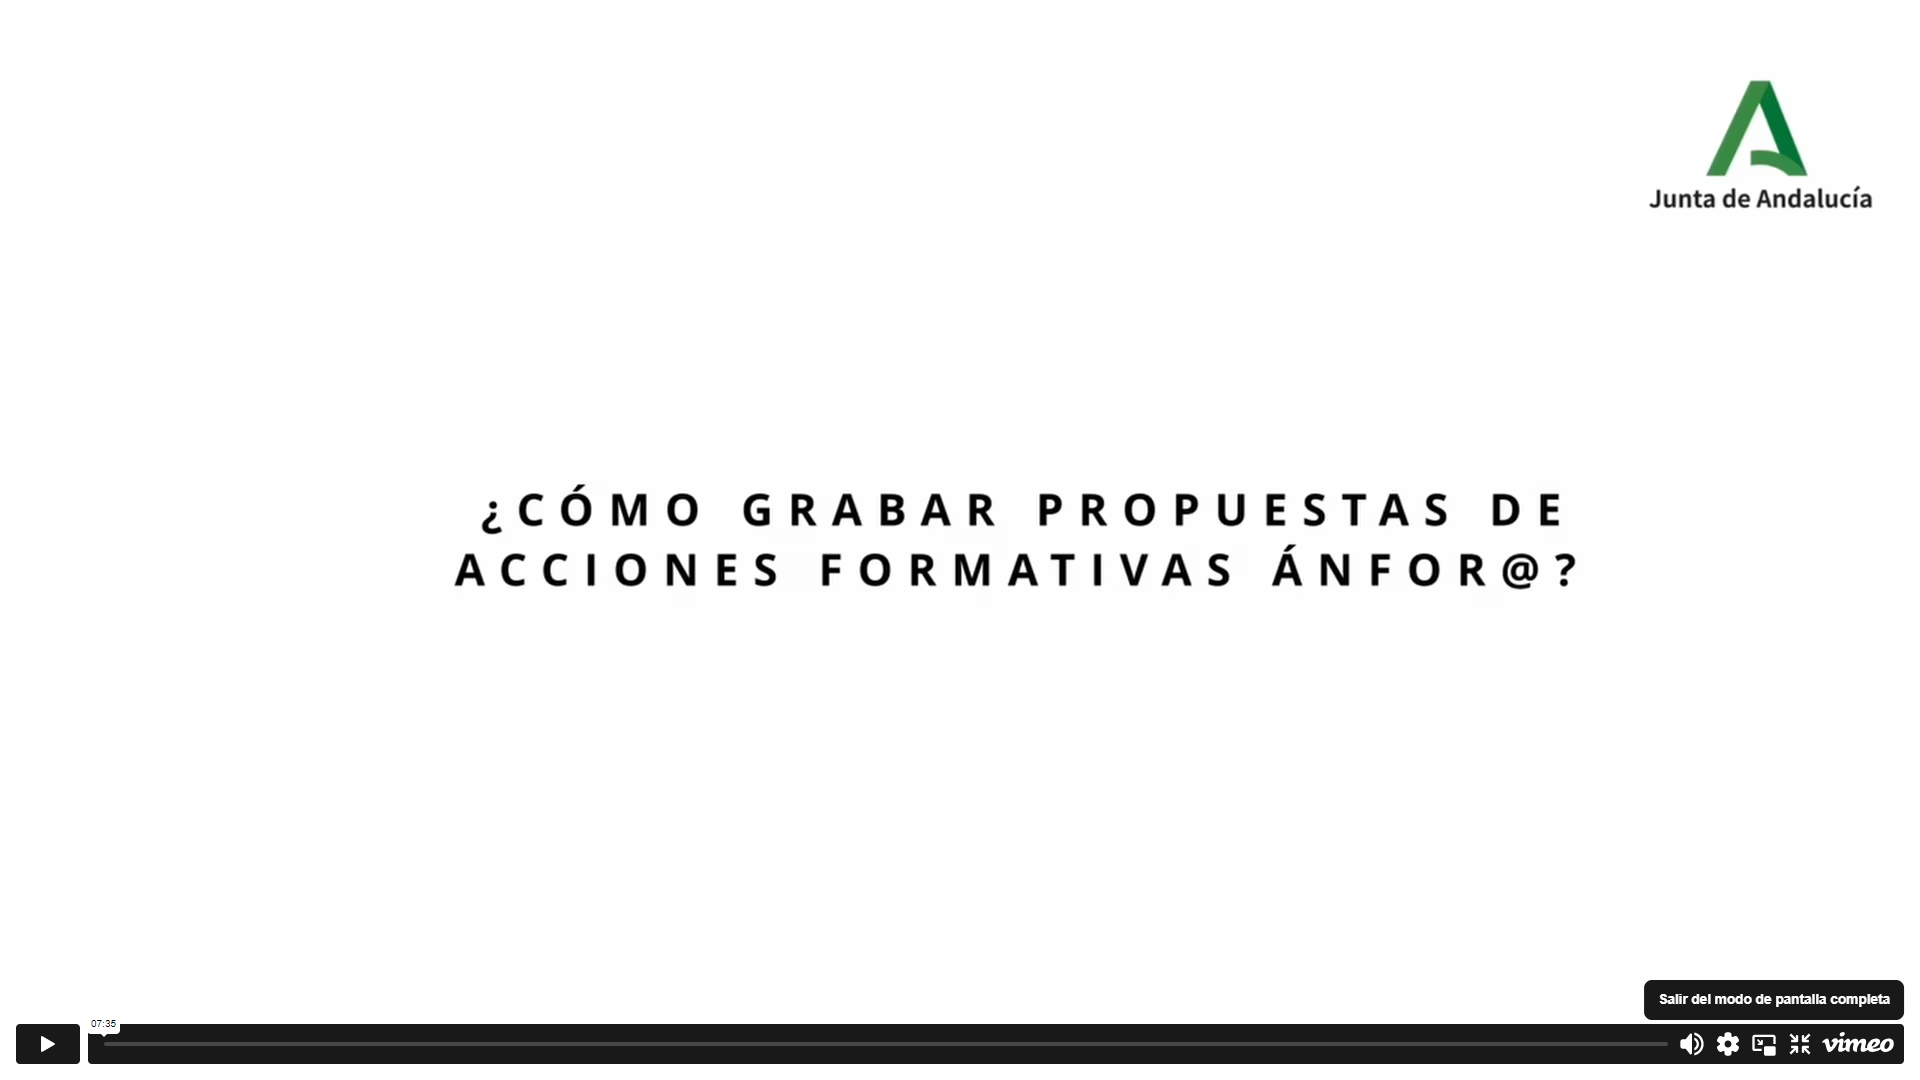 Junta de Andalucía
¿CÓMO GRABAR PROPUESTAS DE
ACCIONES FORMATIVAS ÁNFOR@?
Salir del modo de pantalla completa
07:35
vimeo